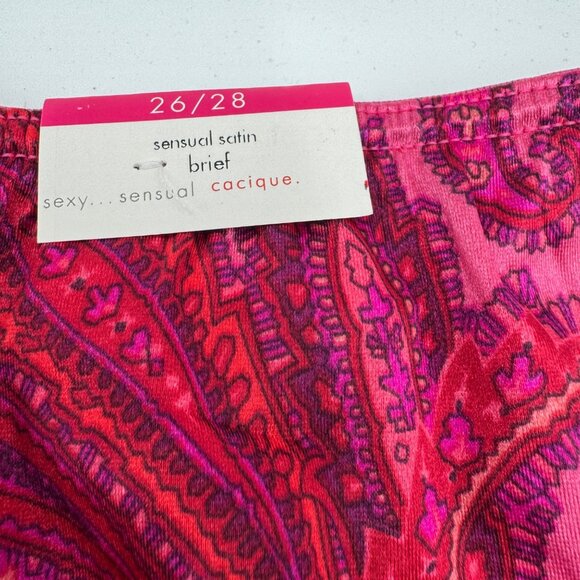 26/28
sensual satin
brief
sexy...sensual cacique.